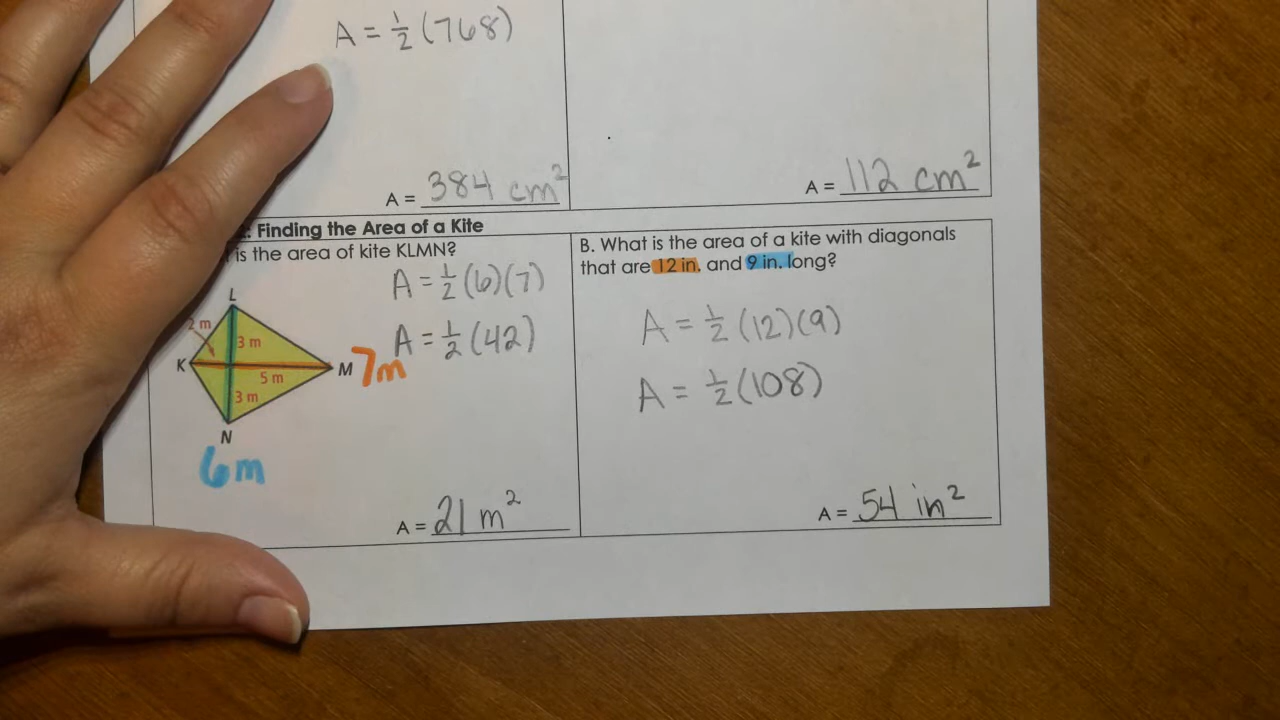 A = 1/2 (768)
A = 384 cm²
A = 112 cm²
: Finding the Area of a Kite
is the area of kite KLMN?
A = 1/2 (6)(7)
A = 1/2 (42)
L
2 m
3 m
K
M 7m
5 m
3 m
N
6m
A = 21 m²
B. What is the area of a kite with diagonals
that are 12 in. and 9 in. long?
A = 1/2 (12)(9)
A = 1/2 (108)
A = 54 in²